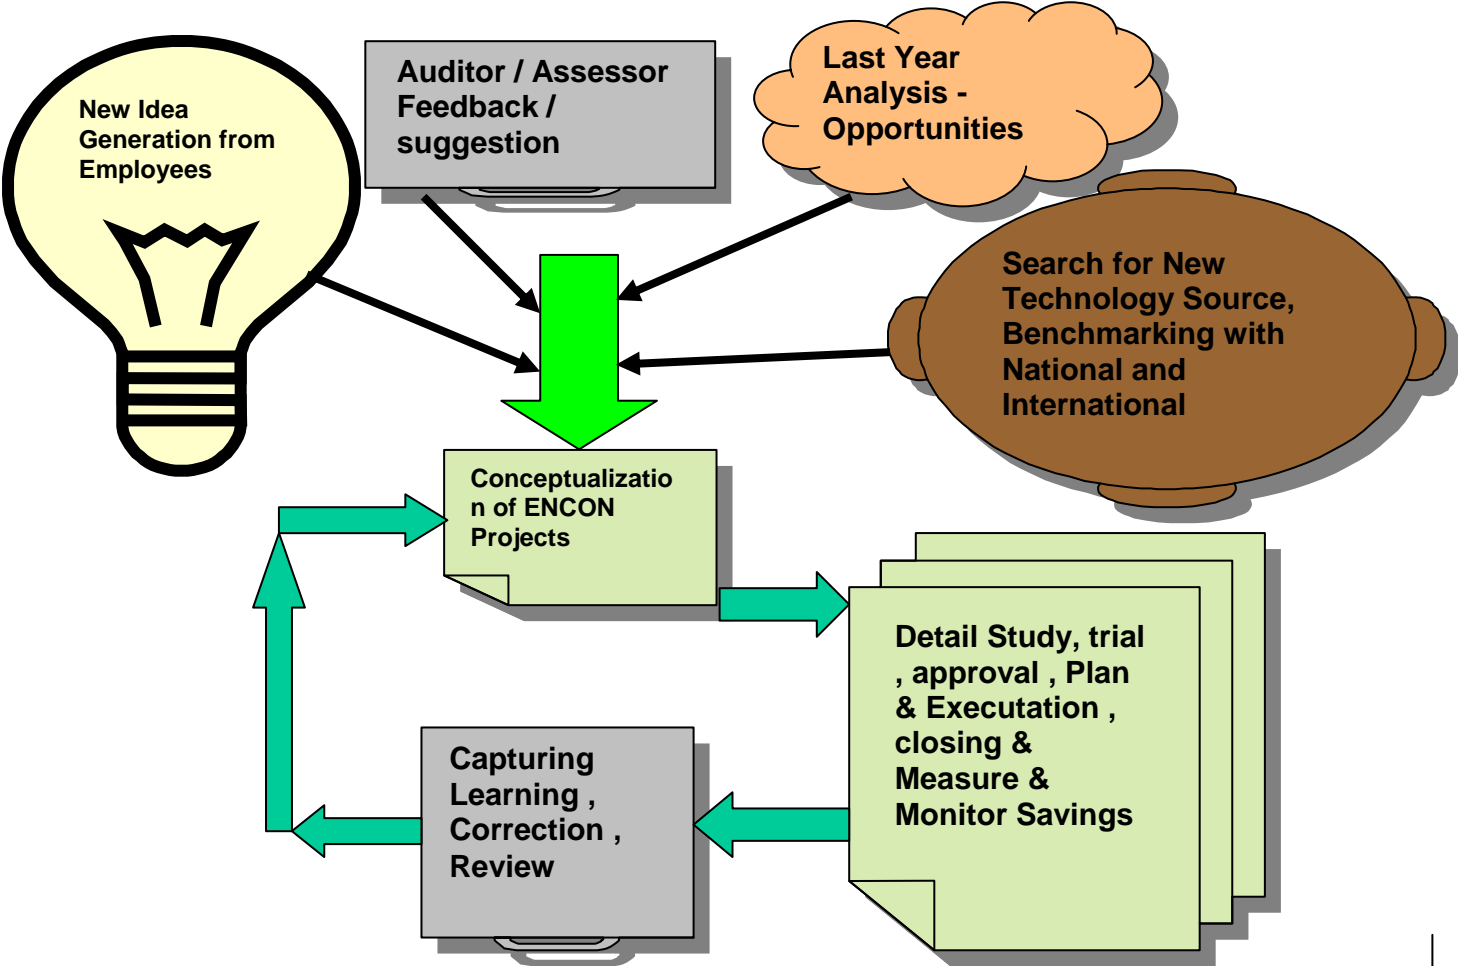 New Idea
Generation from
Employees
Auditor / Assessor
Feedback /
suggestion
Last Year
Analysis -
Opportunities
Search for New
Technology Source,
Benchmarking with
National and
International
Conceptualizatio
n of ENCON
Projects
Detail Study, trial
, approval , Plan
& Executation ,
closing &
Measure &
Monitor Savings
Capturing
Learning ,
Correction ,
Review